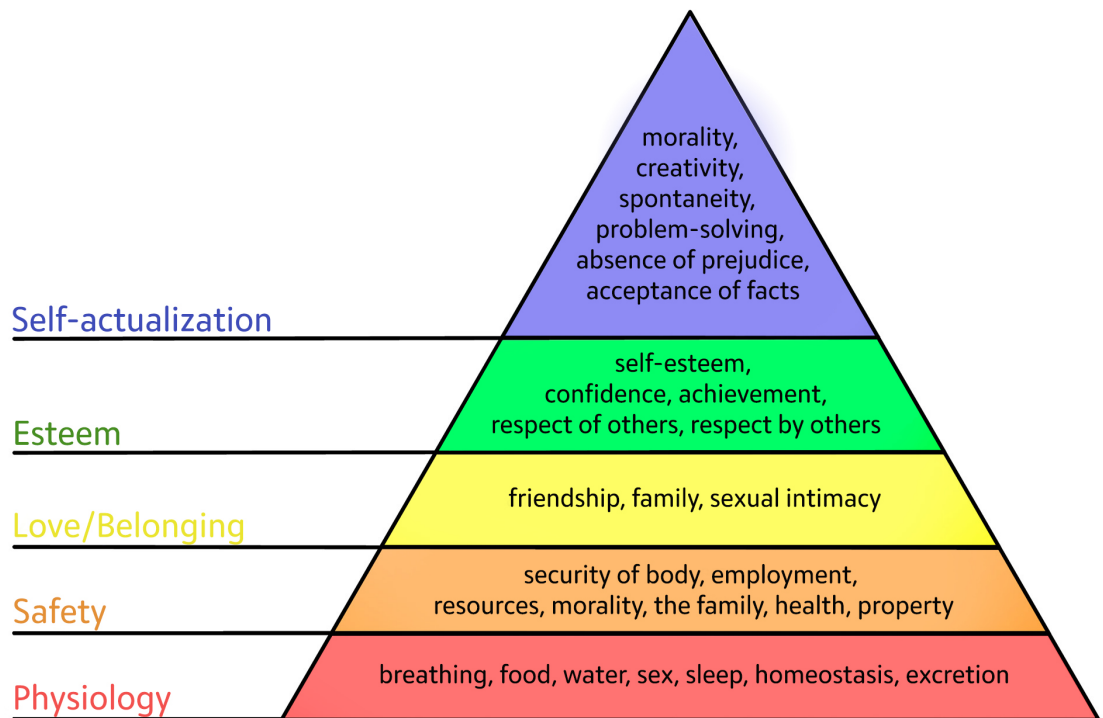 morality,
creativity,
spontaneity,
problem-solving,
absence of prejudice,
acceptance of facts
Self-actualization
self-esteem,
confidence, achievement,
respect of others, respect by others
Esteem
friendship, family, sexual intimacy
Love/Belonging
security of body, employment,
resources, morality, the family, health, property
Safety
breathing, food, water, sex, sleep, homeostasis, excretion
Physiology